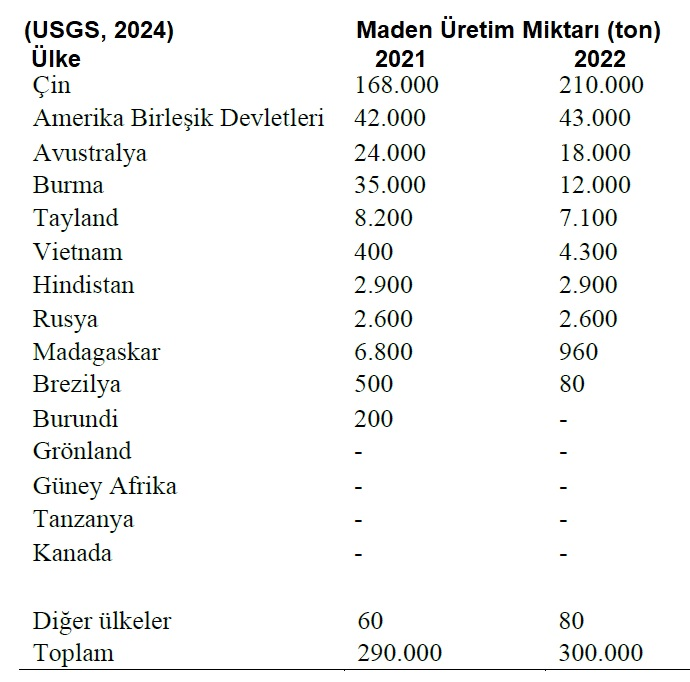 (USGS, 2024) Maden Üretim Miktarı (ton)
Ülke 2021 2022
Çin 168.000 210.000
Amerika Birleşik Devletleri 42.000 43.000
Avustralya 24.000 18.000
Burma 35.000 12.000
Tayland 8.200 7.100
Vietnam 400 4.300
Hindistan 2.900 2.900
Rusya 2.600 2.600
Madagaskar 6.800 960
Brezilya 500 80
Burundi 200 -
Grönland - -
Güney Afrika - -
Tanzanya - -
Kanada - -
Diğer ülkeler 60 80
Toplam 290.000 300.000